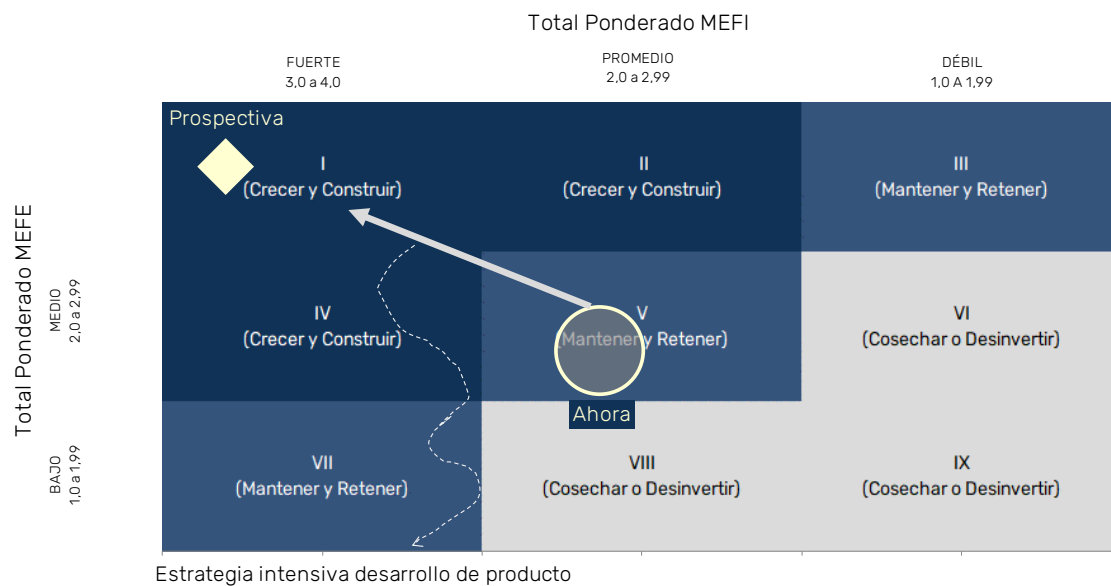 Total Ponderado MEFI
FUERTE
3,0 a 4,0
PROMEDIO
2,0 a 2,99
DÉBIL
1,0 A 1,99
Prospectiva
I
(Crecer y Construir)
II
(Crecer y Construir)
III
(Mantener y Retener)
Total Ponderado MEFE
MEDIO
2,0 a 2,99
IV
(Crecer y Construir)
V
(Mantener y Retener)
VI
(Cosechar o Desinvertir)
Ahora
BAJO
1,0 a 1,99
VII
(Mantener y Retener)
VIII
(Cosechar o Desinvertir)
IX
(Cosechar o Desinvertir)
Estrategia intensiva desarrollo de producto